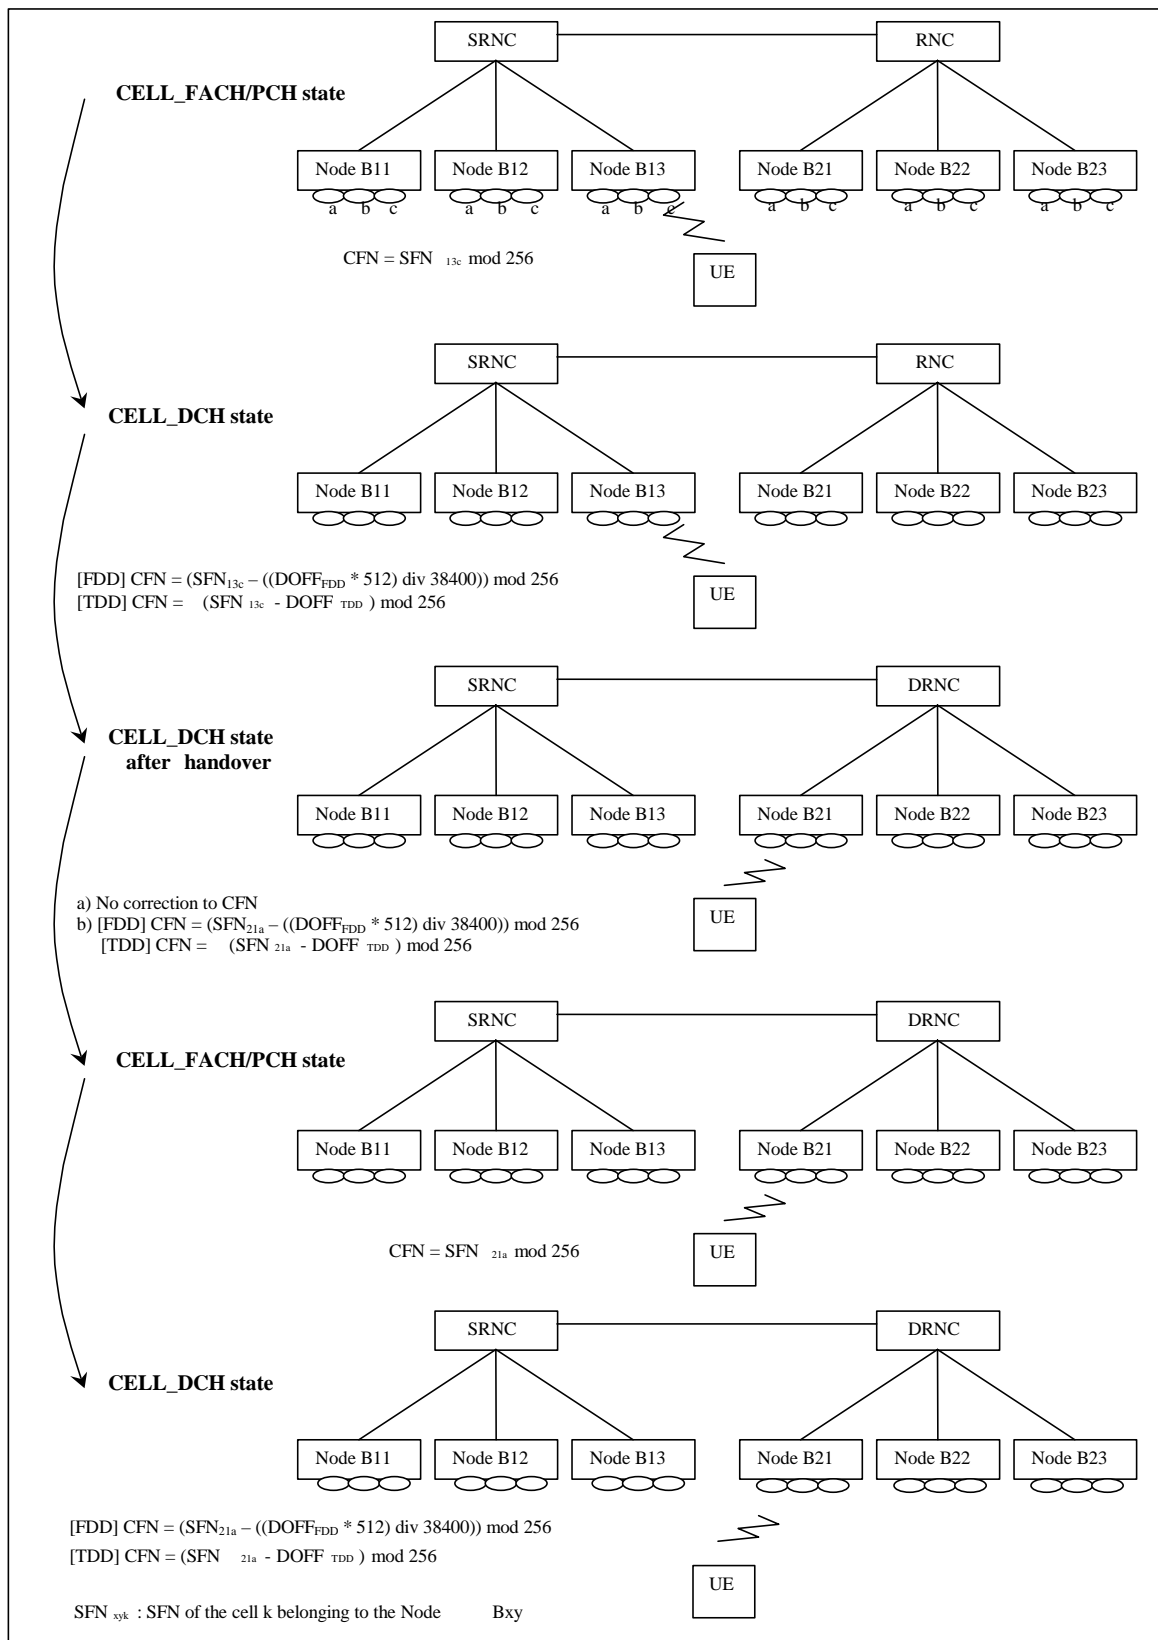 SRNC RNC
CELL_FACH/PCH state
Node B11 Node B12 Node B13 Node B21 Node B22 Node B23
a b c a b c a b c a b c a b c a b c
CFN = SFN 13c mod 256
UE
SRNC RNC
CELL_DCH state
Node B11 Node B12 Node B13 Node B21 Node B22 Node B23
[FDD] CFN = (SFN13c – ((DOFFFDD * 512) div 38400)) mod 256
[TDD] CFN = (SFN 13c - DOFF TDD ) mod 256
UE
SRNC DRNC
CELL_DCH state
after handover
Node B11 Node B12 Node B13 Node B21 Node B22 Node B23
a) No correction to CFN
UE
b) [FDD] CFN = (SFN21a – ((DOFFFDD * 512) div 38400)) mod 256
[TDD] CFN = (SFN 21a - DOFF TDD ) mod 256
SRNC DRNC
CELL_FACH/PCH state
Node B11 Node B12 Node B13 Node B21 Node B22 Node B23
CFN = SFN 21a mod 256
UE
SRNC DRNC
CELL_DCH state
Node B11 Node B12 Node B13 Node B21 Node B22 Node B23
[FDD] CFN = (SFN21a – ((DOFFFDD * 512) div 38400)) mod 256
[TDD] CFN = (SFN 21a - DOFF TDD ) mod 256
UE
SFN xyk : SFN of the cell k belonging to the Node Bxy